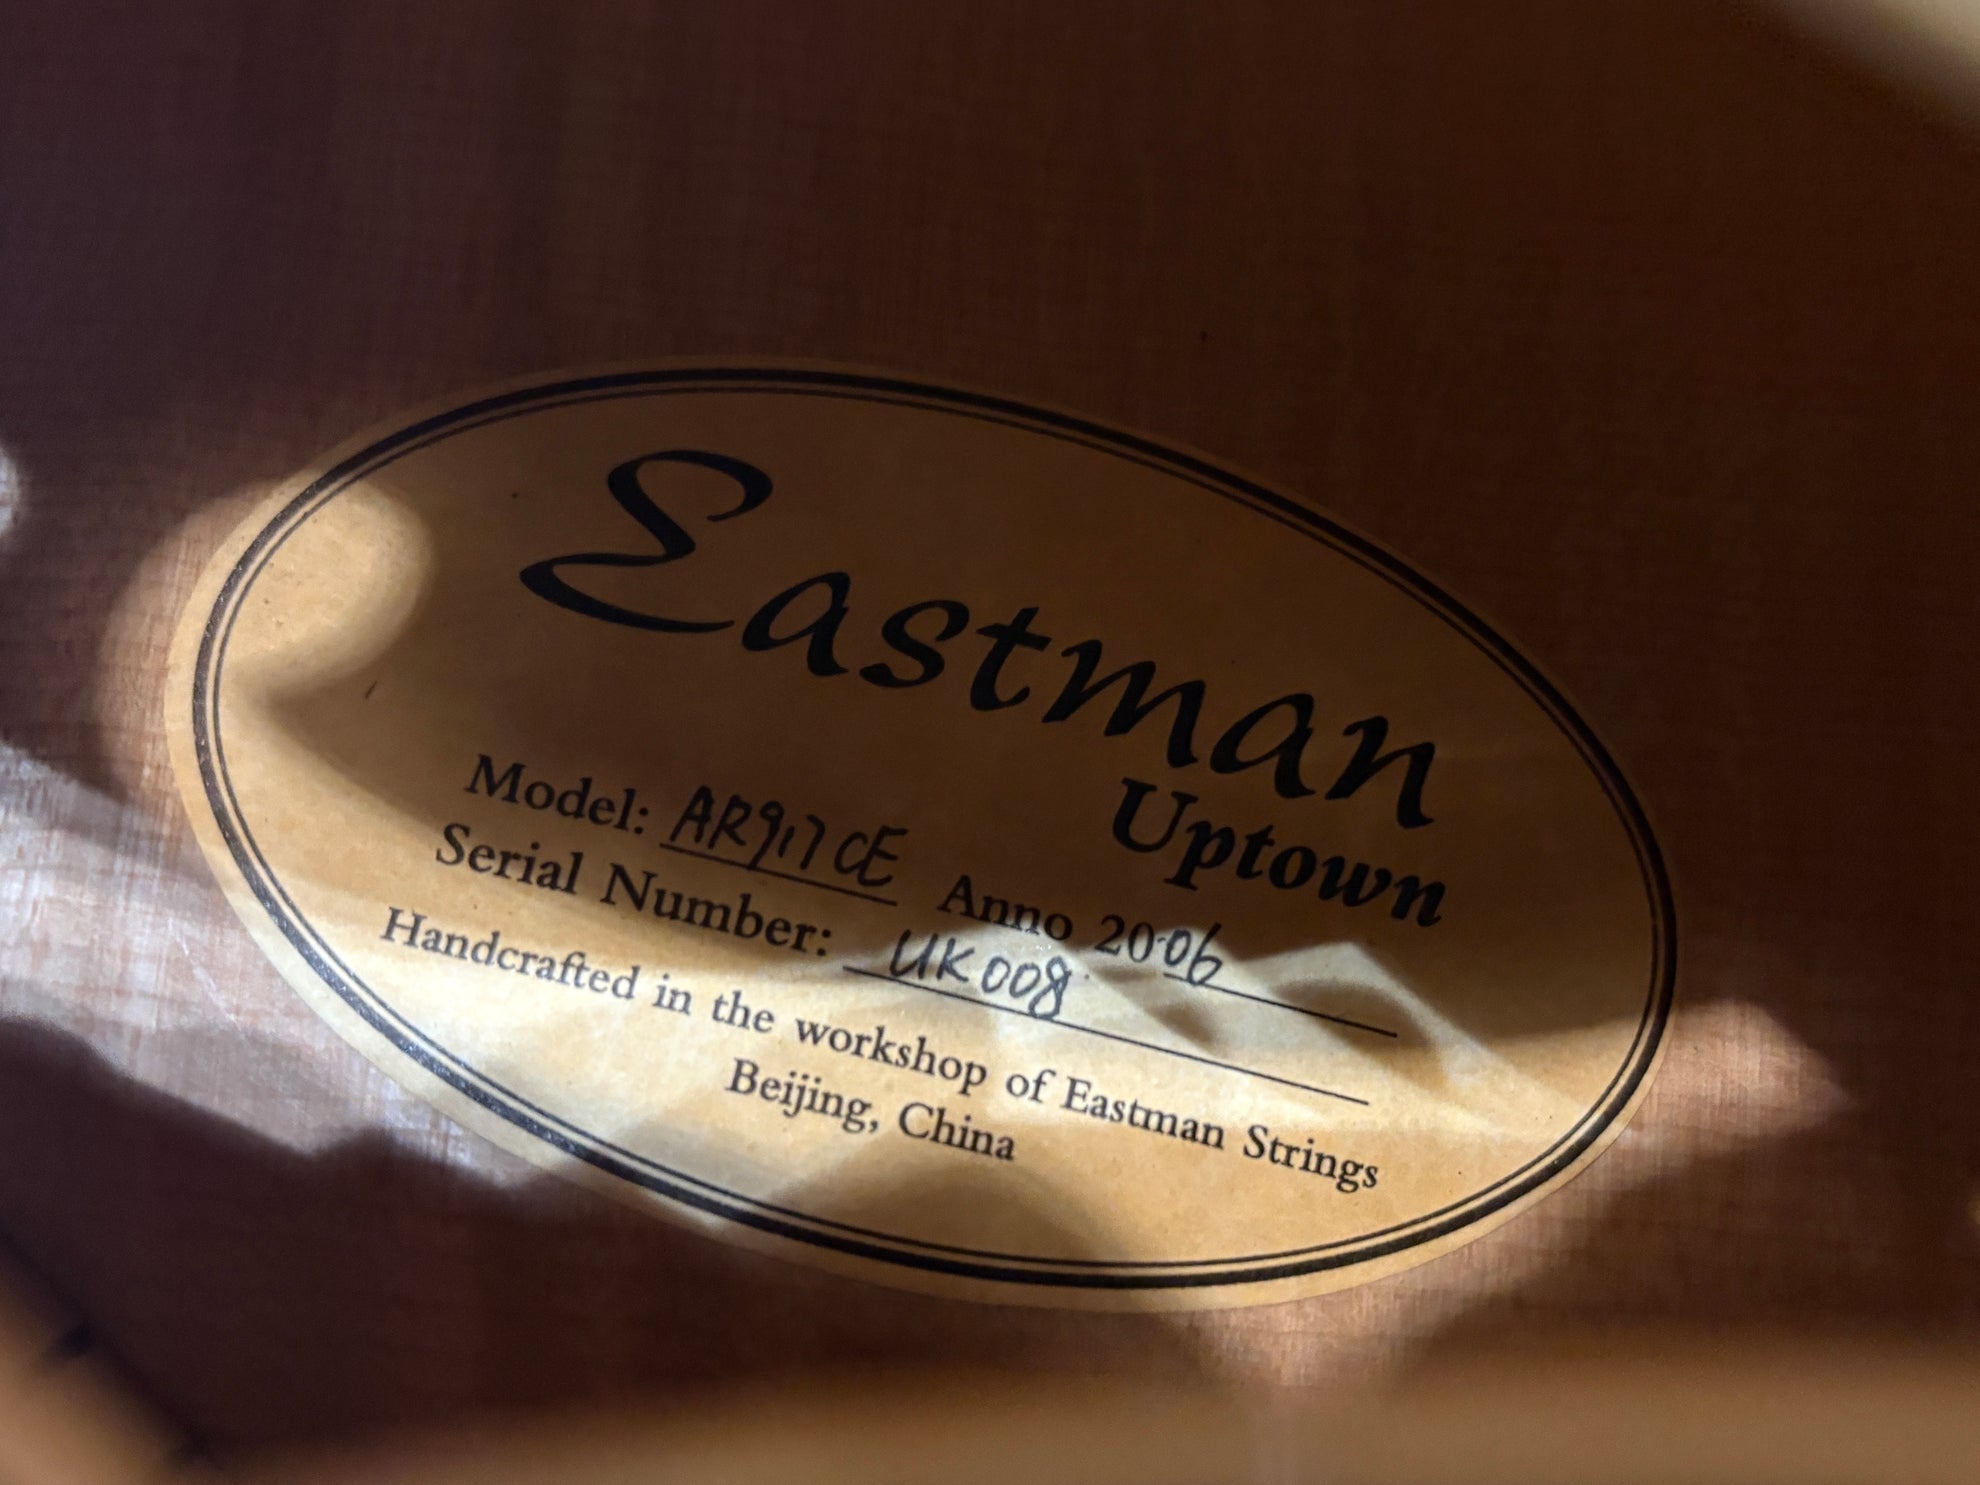 Eastman
Uptown
Model: AR917CE Anno 2006
Serial Number: UK008
Handcrafted in the workshop of Eastman Strings
Beijing, China